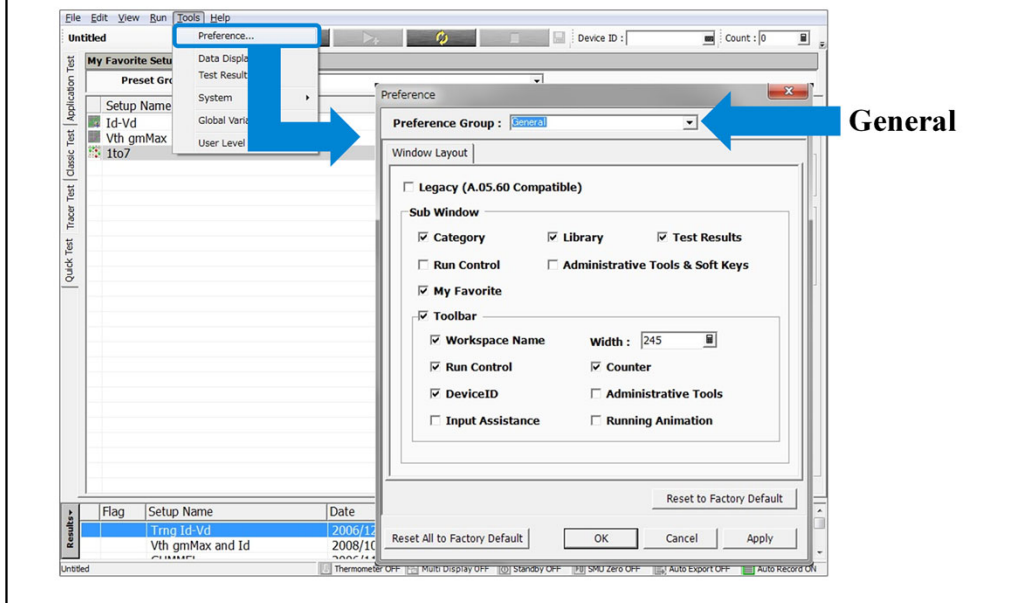 File Edit View Run Tools Help
Untitled
Device ID :
Count : 0
Preference...
Data Displa
Test Result
System
Global Varia
User Level
My Favorite Setu
Preset Gro
Setup Name
Id-Vd
Vth gmMax
1to7
Application Test
Classic Test
Tracer Test
Quick Test
Preference
Preference Group : General
General
Window Layout
Legacy (A.05.60 Compatible)
Sub Window
Category Library Test Results
Run Control Administrative Tools & Soft Keys
My Favorite
Toolbar
Workspace Name Width : 245
Run Control Counter
DeviceID Administrative Tools
Input Assistance Running Animation
Reset to Factory Default
Reset All to Factory Default OK Cancel Apply
Results
Flag Setup Name Date
Trng Id-Vd 2006/12
Vth gmMax and Id 2008/10
Untitled Thermometer OFF Multi Display OFF Standby OFF SMU Zero OFF Auto Export OFF Auto Record ON